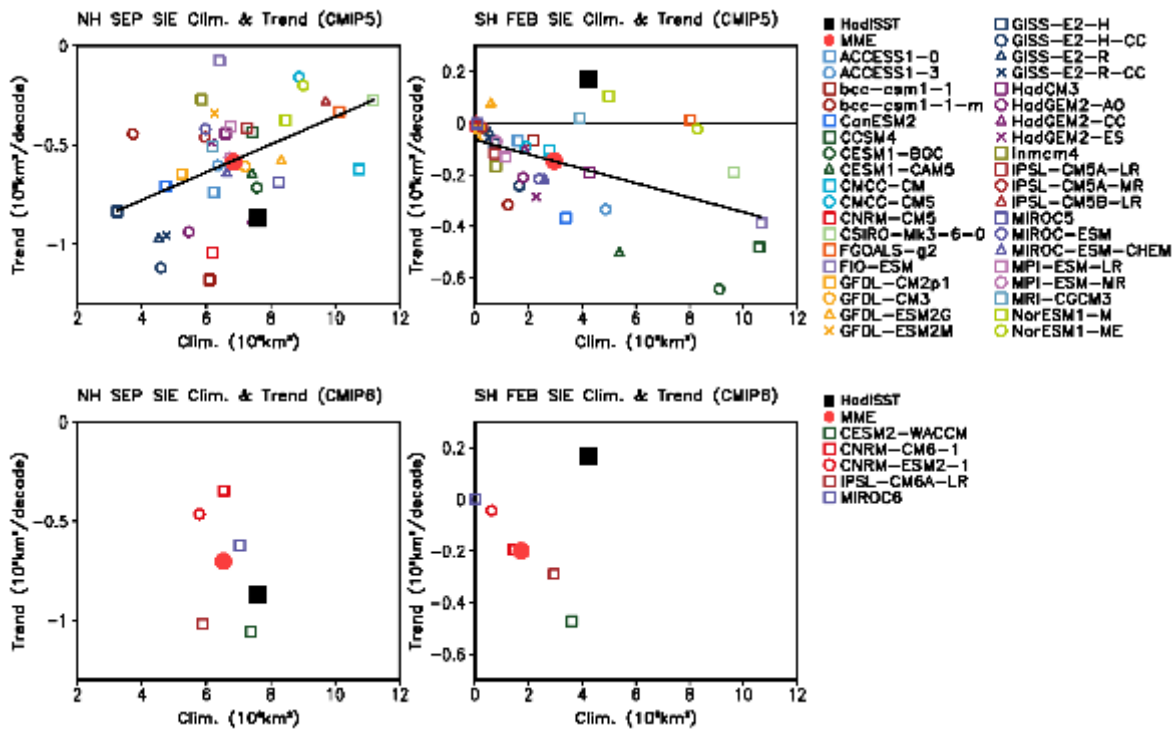 NH SEP SIE Clim. & Trend (CMIP5)
SH FEB SIE Clim. & Trend (CMIP5)
Trend (10⁶km²/decade)
0
−0.5
−1
2
4
6
8
10
12
Clim. (10⁶km²)
Trend (10⁶km²/decade)
0.2
0
−0.2
−0.4
−0.6
0
2
4
6
8
10
12
Clim. (10⁶km²)
HadISST
MME
ACCESS1−0
ACCESS1−3
bcc−csm1−1
bcc−csm1−1−m
CanESM2
CCSM4
CESM1−BGC
CESM1−CAM5
CMCC−CM
CMCC−CMS
CNRM−CM5
CSIRO−Mk3−6−0
FGOALS−g2
FIO−ESM
GFDL−CM2p1
GFDL−CM3
GFDL−ESM2G
GFDL−ESM2M
GISS−E2−H
GISS−E2−H−CC
GISS−E2−R
GISS−E2−R−CC
HadCM3
HadGEM2−AO
HadGEM2−CC
HadGEM2−ES
Inmcm4
IPSL−CM5A−LR
IPSL−CM5A−MR
IPSL−CM5B−LR
MIROC5
MIROC−ESM
MIROC−ESM−CHEM
MPI−ESM−LR
MPI−ESM−MR
MRI−CGCM3
NorESM1−M
NorESM1−ME
NH SEP SIE Clim. & Trend (CMIP6)
SH FEB SIE Clim. & Trend (CMIP6)
Trend (10⁶km²/decade)
0
−0.5
−1
2
4
6
8
10
12
Clim. (10⁶km²)
Trend (10⁶km²/decade)
0.2
0
−0.2
−0.4
−0.6
0
2
4
6
8
10
12
Clim. (10⁶km²)
HadISST
MME
CESM2−WACCM
CNRM−CM6−1
CNRM−ESM2−1
IPSL−CM6A−LR
MIROC6